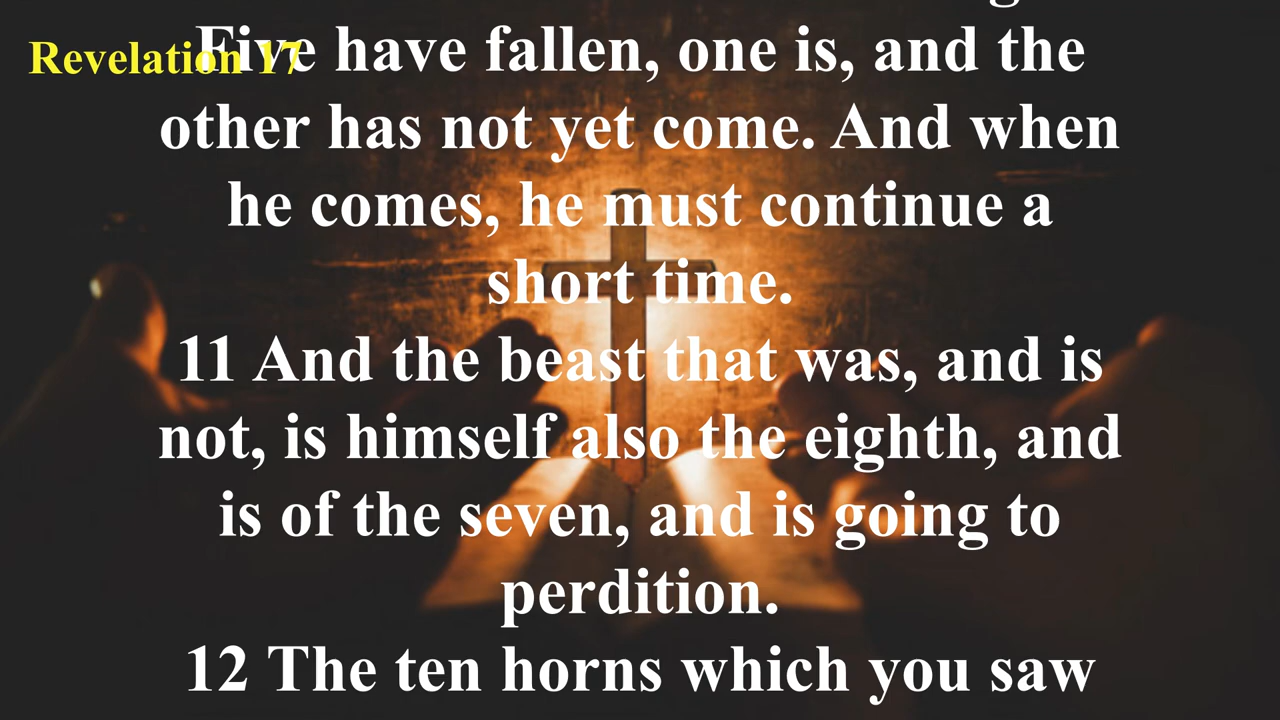 Revelation 17
Five have fallen, one is, and the
other has not yet come. And when
he comes, he must continue a
short time.
11 And the beast that was, and is
not, is himself also the eighth, and
is of the seven, and is going to
perdition.
12 The ten horns which you saw